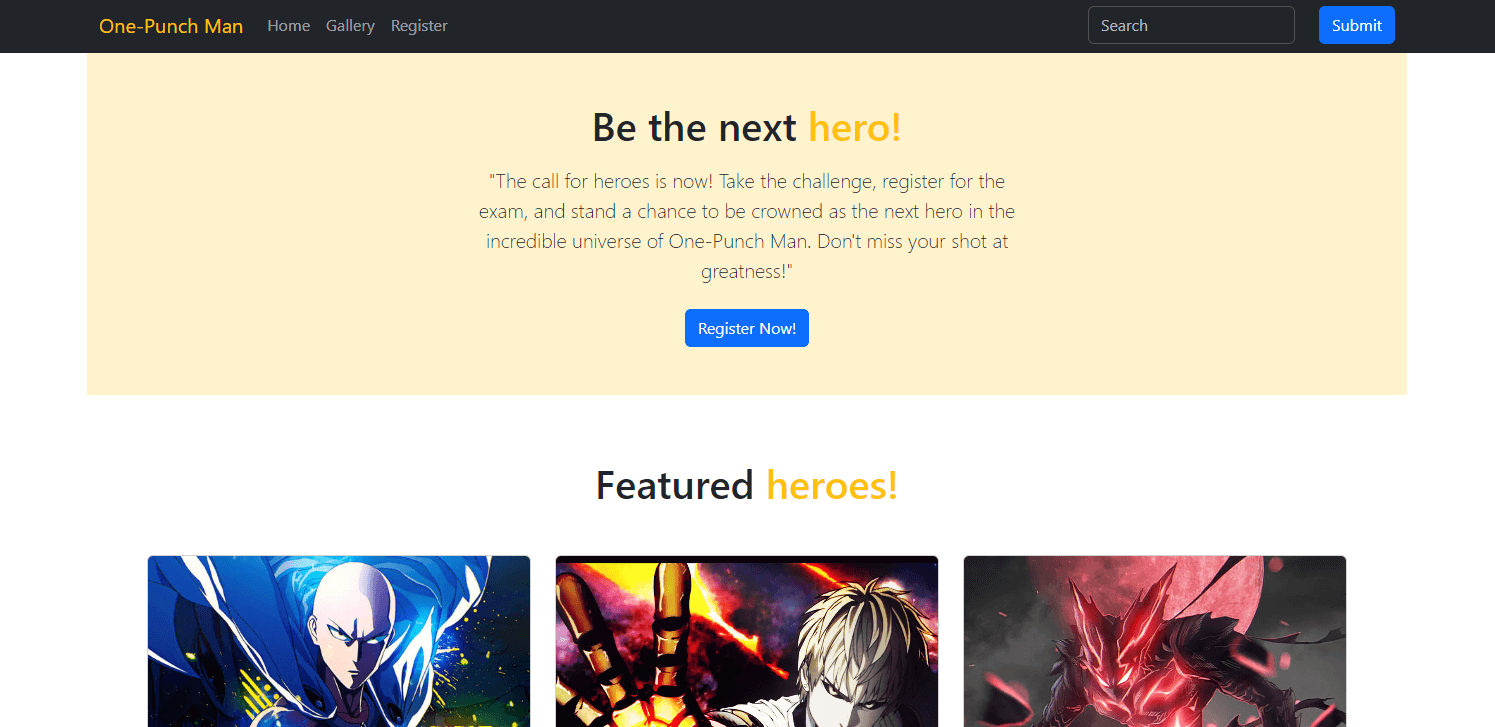 One-Punch Man Home Gallery Register Search Submit
Be the next hero!
"The call for heroes is now! Take the challenge, register for the
exam, and stand a chance to be crowned as the next hero in the
incredible universe of One-Punch Man. Don't miss your shot at
greatness!"
Register Now!
Featured heroes!